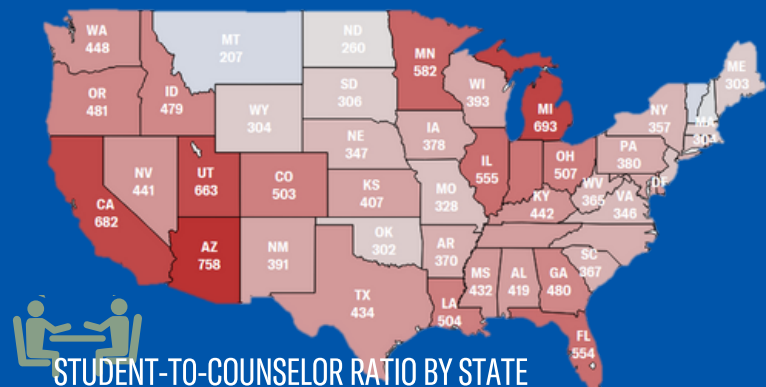 WA
448
MT
207
ND
260
MN
582
ME
303
OR
481
ID
479
SD
306
WI
393
MI
693
NY
357
MA
304
WY
304
NE
347
IA
378
PA
380
NV
441
UT
663
CO
503
KS
407
MO
328
IL
555
OH
507
WV
365
VA
346
KY
442
CA
682
AZ
758
NM
391
OK
302
AR
370
SC
367
TX
434
LA
504
MS
432
AL
419
GA
480
FL
554
STUDENT-TO-COUNSELOR RATIO BY STATE